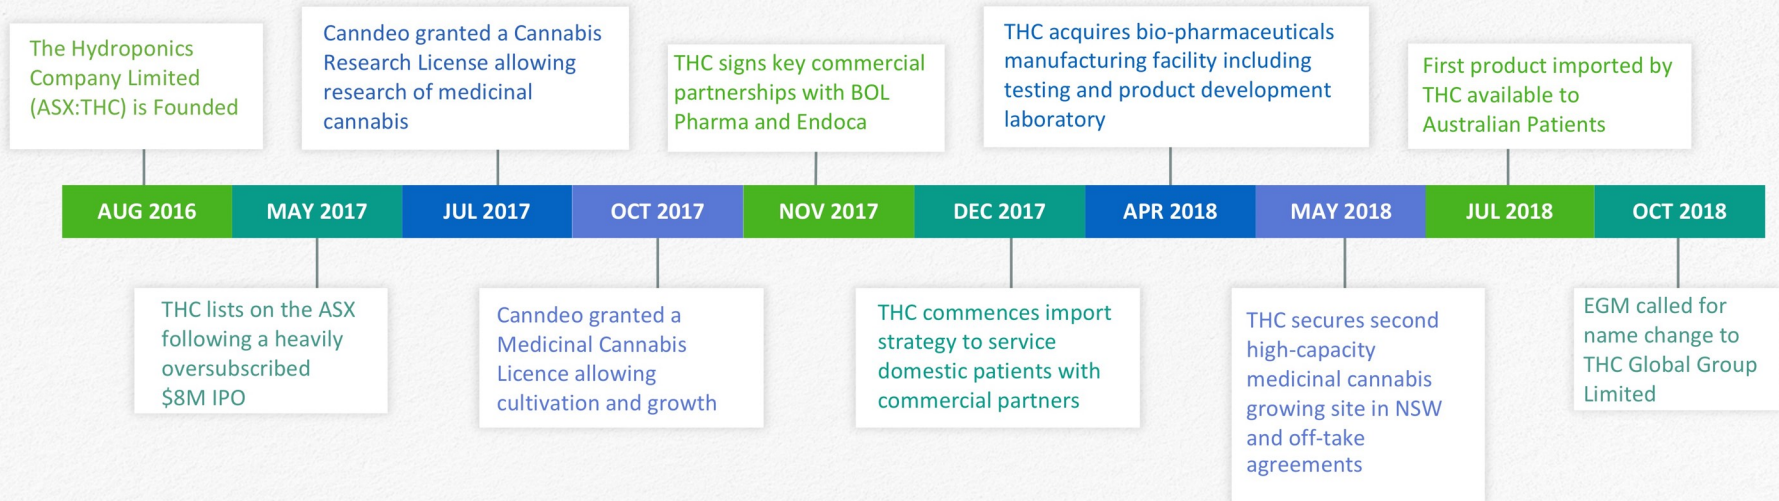 The Hydroponics
Company Limited
(ASX:THC) is Founded
Canndeo granted a Cannabis
Research License allowing
research of medicinal
cannabis
THC signs key commercial
partnerships with BOL
Pharma and Endoca
THC acquires bio-pharmaceuticals
manufacturing facility including
testing and product development
laboratory
First product imported by
THC available to
Australian Patients
AUG 2016 MAY 2017 JUL 2017 OCT 2017 NOV 2017 DEC 2017 APR 2018 MAY 2018 JUL 2018 OCT 2018
THC lists on the ASX
following a heavily
oversubscribed
$8M IPO
Canndeo granted a
Medicinal Cannabis
Licence allowing
cultivation and growth
THC commences import
strategy to service
domestic patients with
commercial partners
THC secures second
high-capacity
medicinal cannabis
growing site in NSW
and off-take
agreements
EGM called for
name change to
THC Global Group
Limited